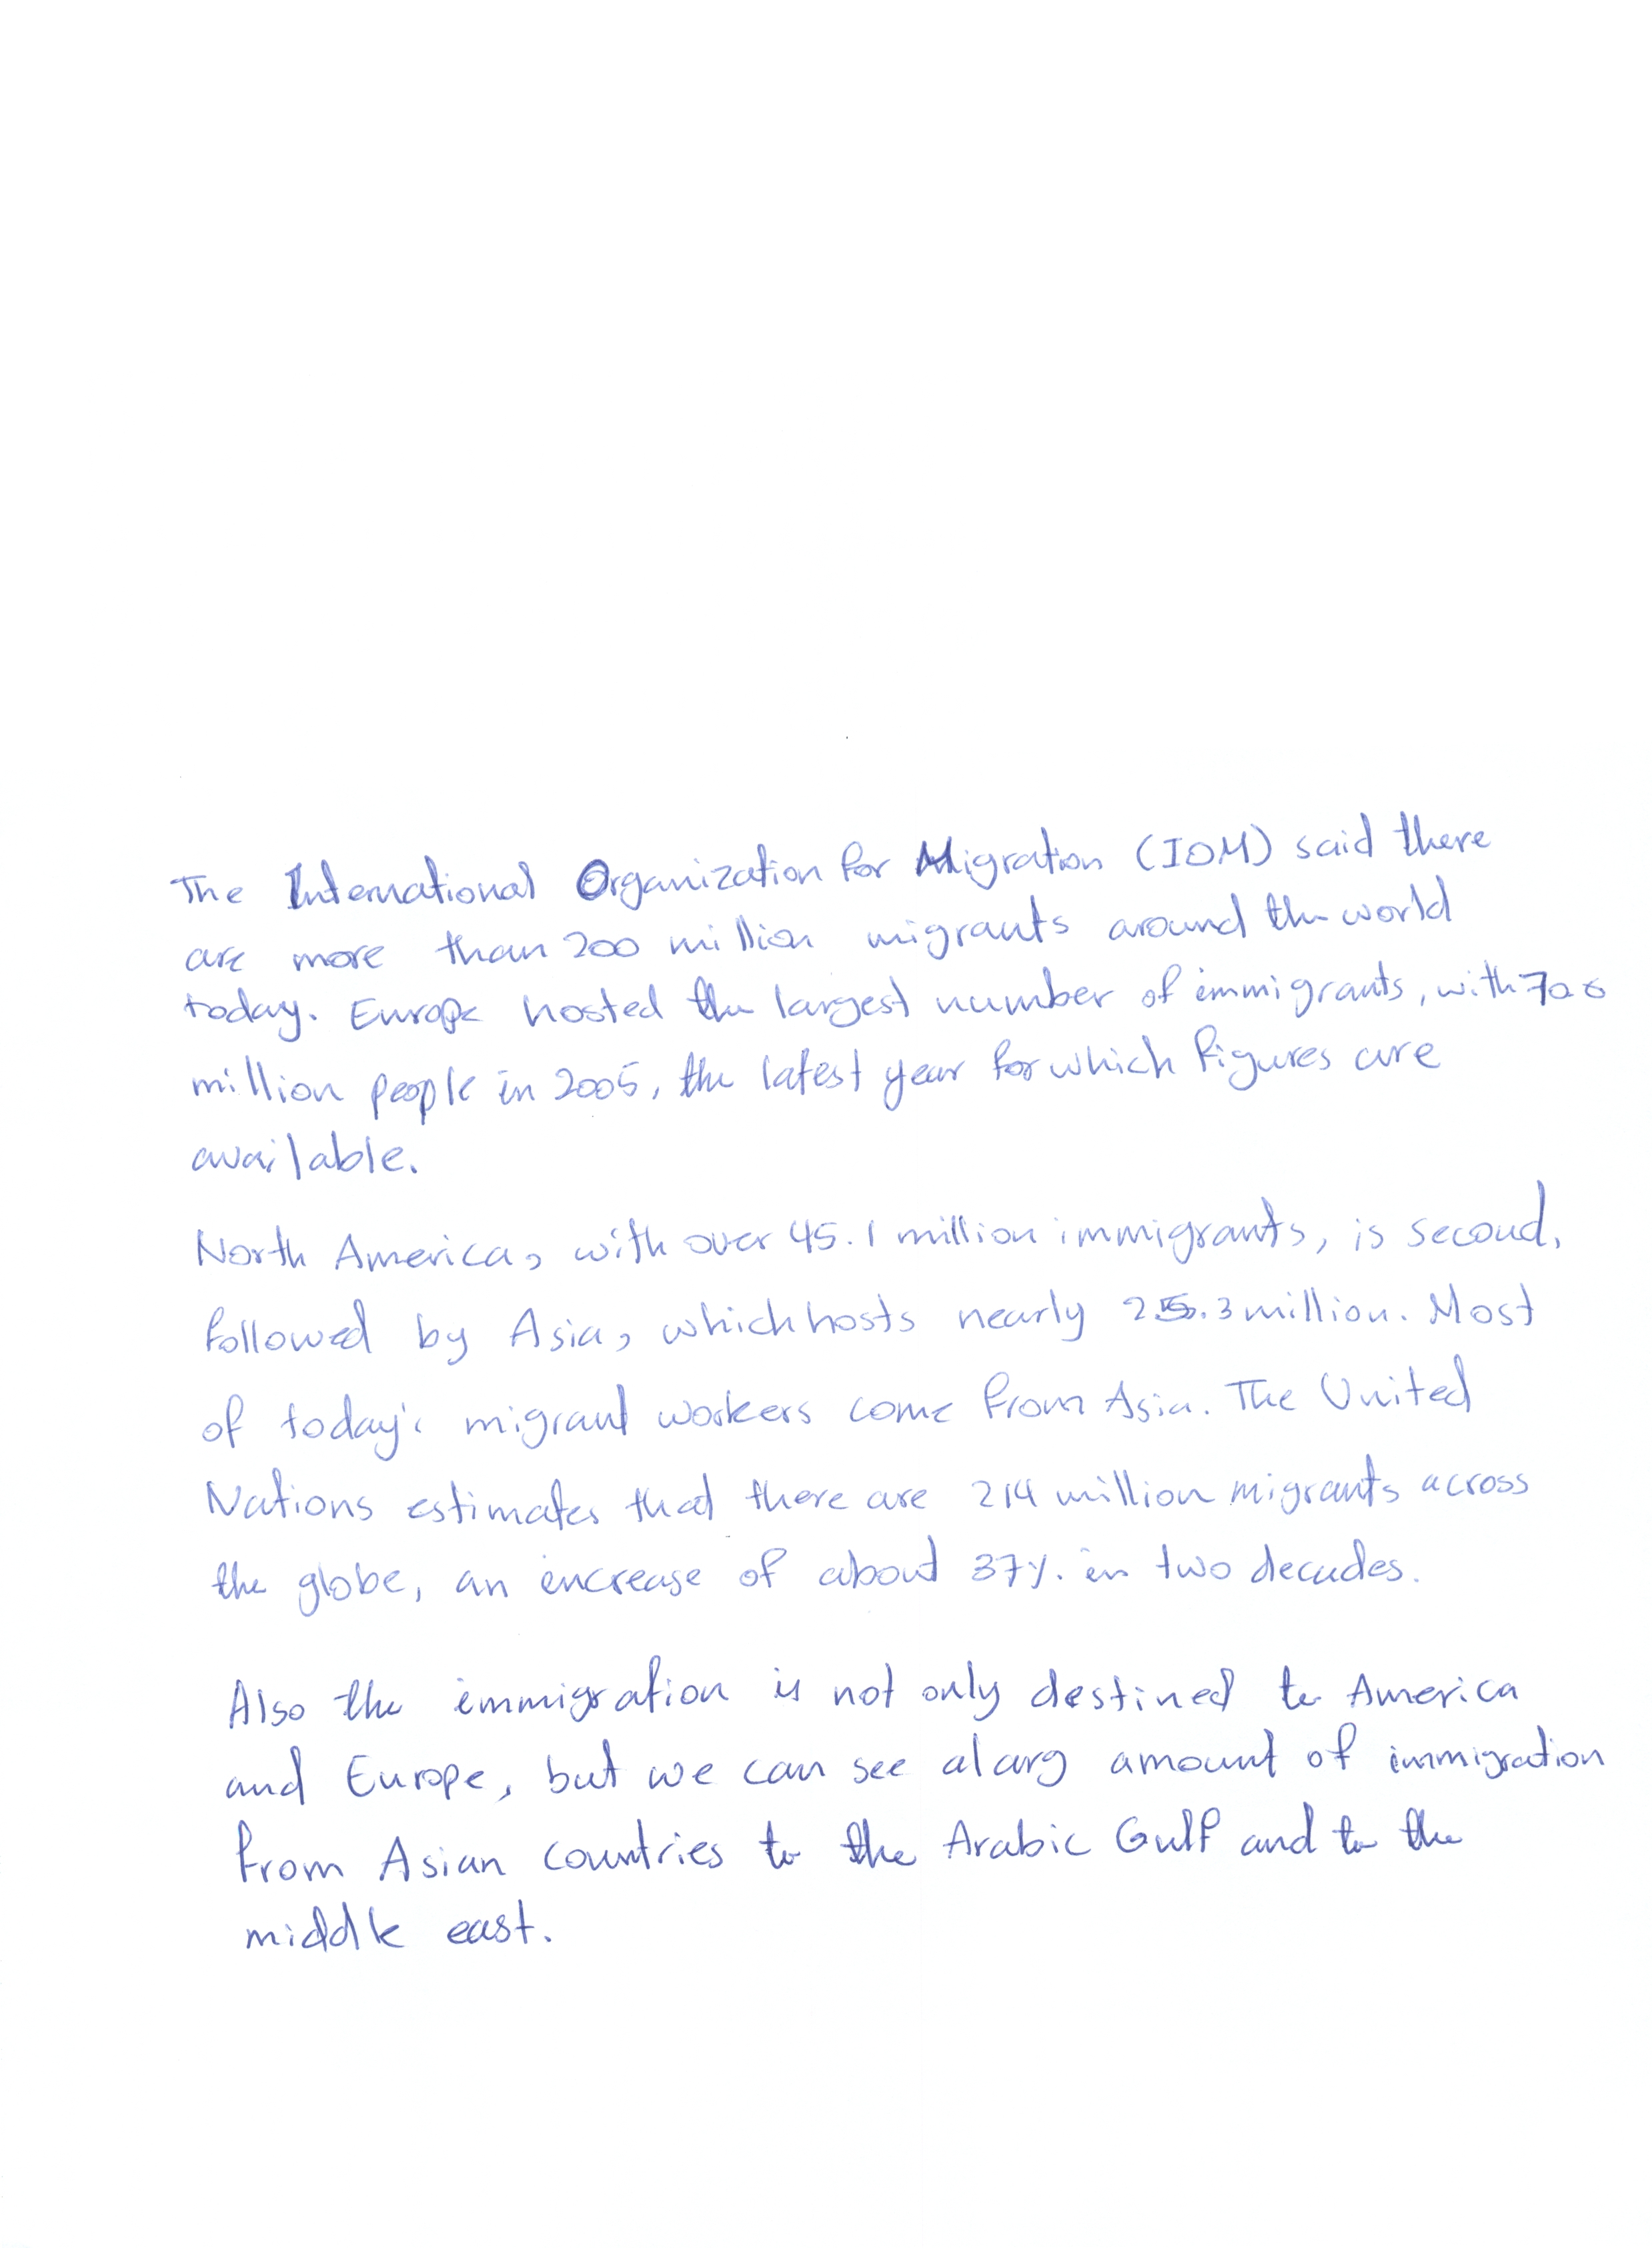 The International Organization for Migration (IOM) said there
are more than 200 million migrants around the world
today. Europe hosted the largest number of immigrants, with 70.6
million people in 2005, the latest year for which figures are
available.
North America, with over 45.1 million immigrants, is second,
followed by Asia, which hosts nearly 25.3 million. Most
of today's migrant workers come from Asia. The United
Nations estimates that there are 214 million migrants across
the globe, an increase of about 37% in two decades.
Also the immigration is not only destined to America
and Europe, but we can see a larg amount of immigration
from Asian countries to the Arabic Gulf and to the
middle east.